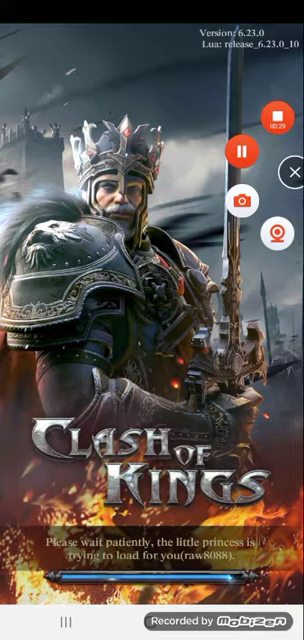 Version: 6.23.0
Lua: release_6.23.0_10
00:29
CLASH OF
KINGS
Please wait patiently, the little princess is
trying to load for you(raw8088).
Recorded by Mobizen